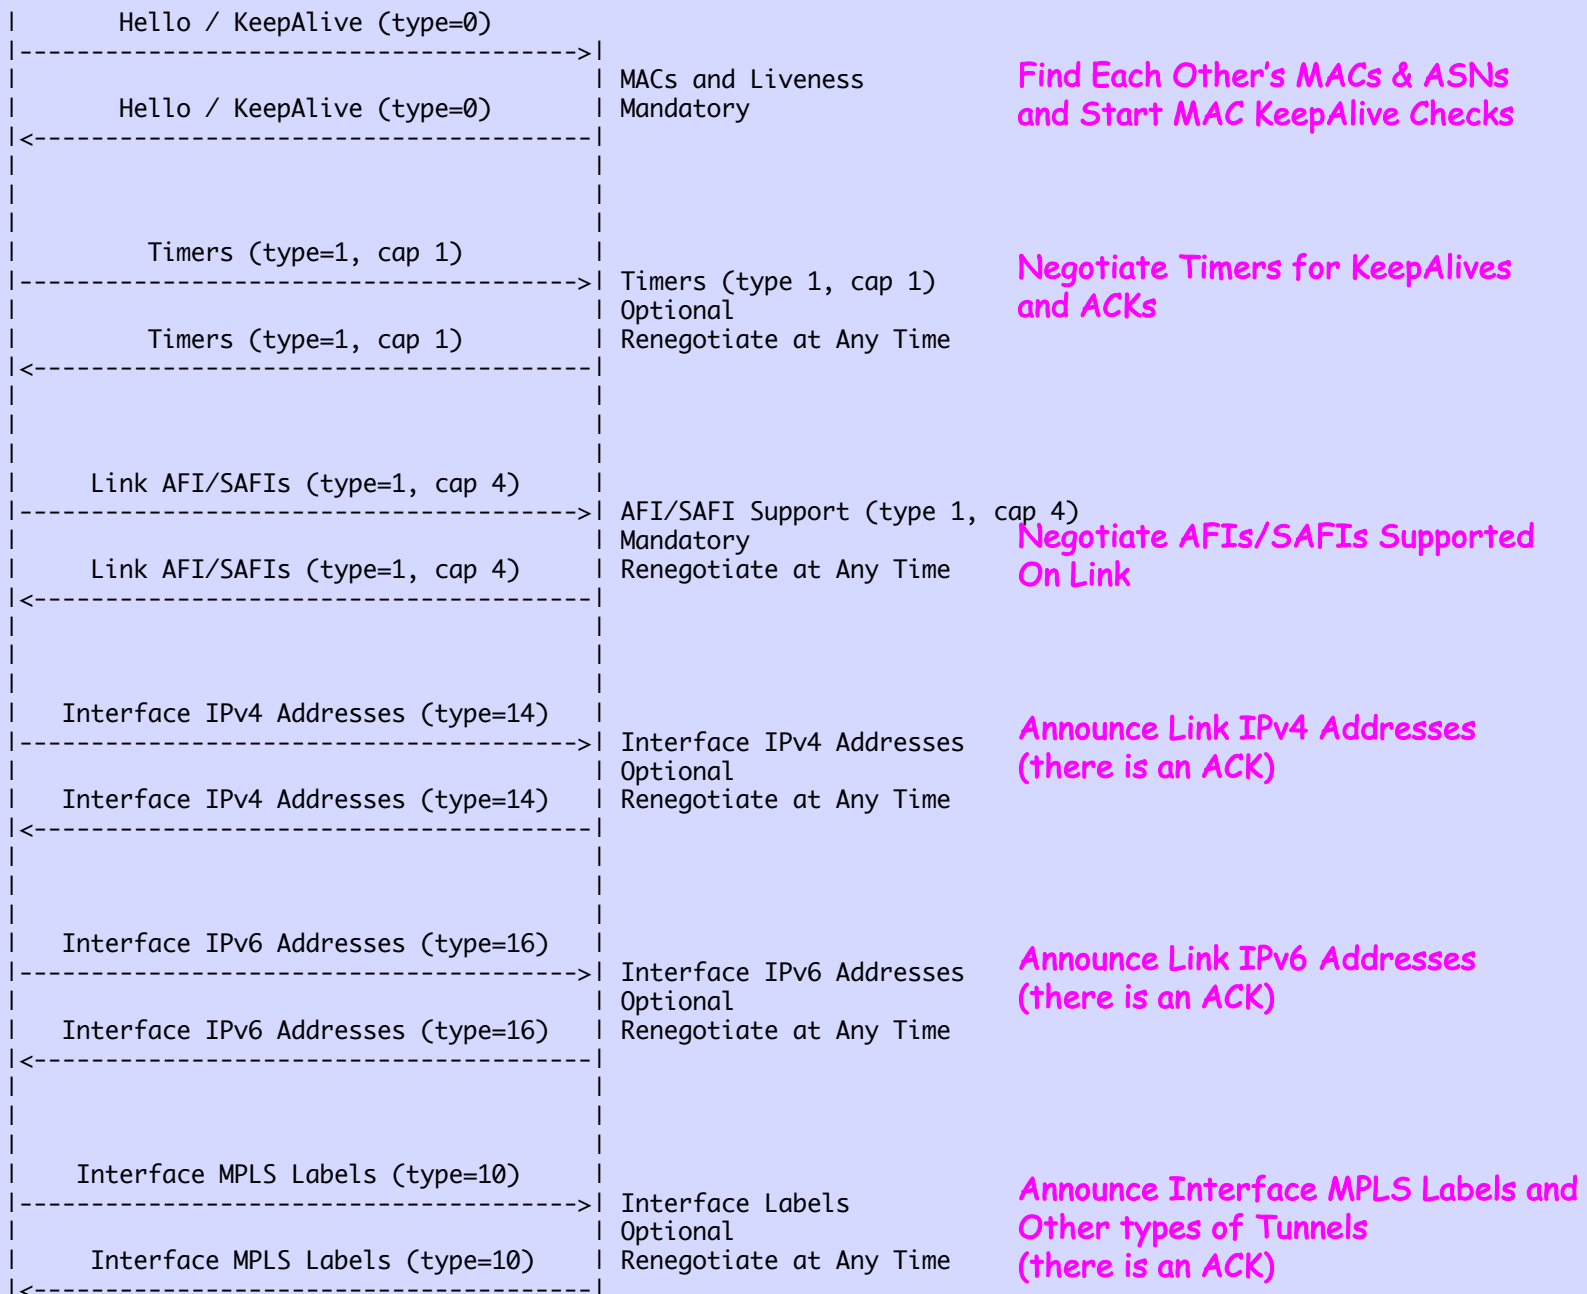 |       Hello / KeepAlive (type=0)
|--------------------------------------->|
|                                        | MACs and Liveness
|       Hello / KeepAlive (type=0)       | Mandatory
|<---------------------------------------|
|                                        |
|                                        |
|                                        |
|         Timers (type=1, cap 1)         |
|--------------------------------------->| Timers (type 1, cap 1)
|                                        | Optional
|         Timers (type=1, cap 1)         | Renegotiate at Any Time
|<---------------------------------------|
|                                        |
|                                        |
|                                        |
|     Link AFI/SAFIs (type=1, cap 4)     |
|--------------------------------------->| AFI/SAFI Support (type 1, cap 4)
|                                        | Mandatory
|     Link AFI/SAFIs (type=1, cap 4)     | Renegotiate at Any Time
|<---------------------------------------|
|                                        |
|                                        |
|                                        |
|   Interface IPv4 Addresses (type=14)   |
|--------------------------------------->| Interface IPv4 Addresses
|                                        | Optional
|   Interface IPv4 Addresses (type=14)   | Renegotiate at Any Time
|<---------------------------------------|
|                                        |
|                                        |
|                                        |
|   Interface IPv6 Addresses (type=16)   |
|--------------------------------------->| Interface IPv6 Addresses
|                                        | Optional
|   Interface IPv6 Addresses (type=16)   | Renegotiate at Any Time
|<---------------------------------------|
|                                        |
|                                        |
|                                        |
|    Interface MPLS Labels (type=10)     |
|--------------------------------------->| Interface Labels
|                                        | Optional
|     Interface MPLS Labels (type=10)    | Renegotiate at Any Time
|<---------------------------------------|
Find Each Other's MACs & ASNs
and Start MAC KeepAlive Checks
Negotiate Timers for KeepAlives
and ACKs
Negotiate AFIs/SAFIs Supported
On Link
Announce Link IPv4 Addresses
(there is an ACK)
Announce Link IPv6 Addresses
(there is an ACK)
Announce Interface MPLS Labels and
Other types of Tunnels
(there is an ACK)